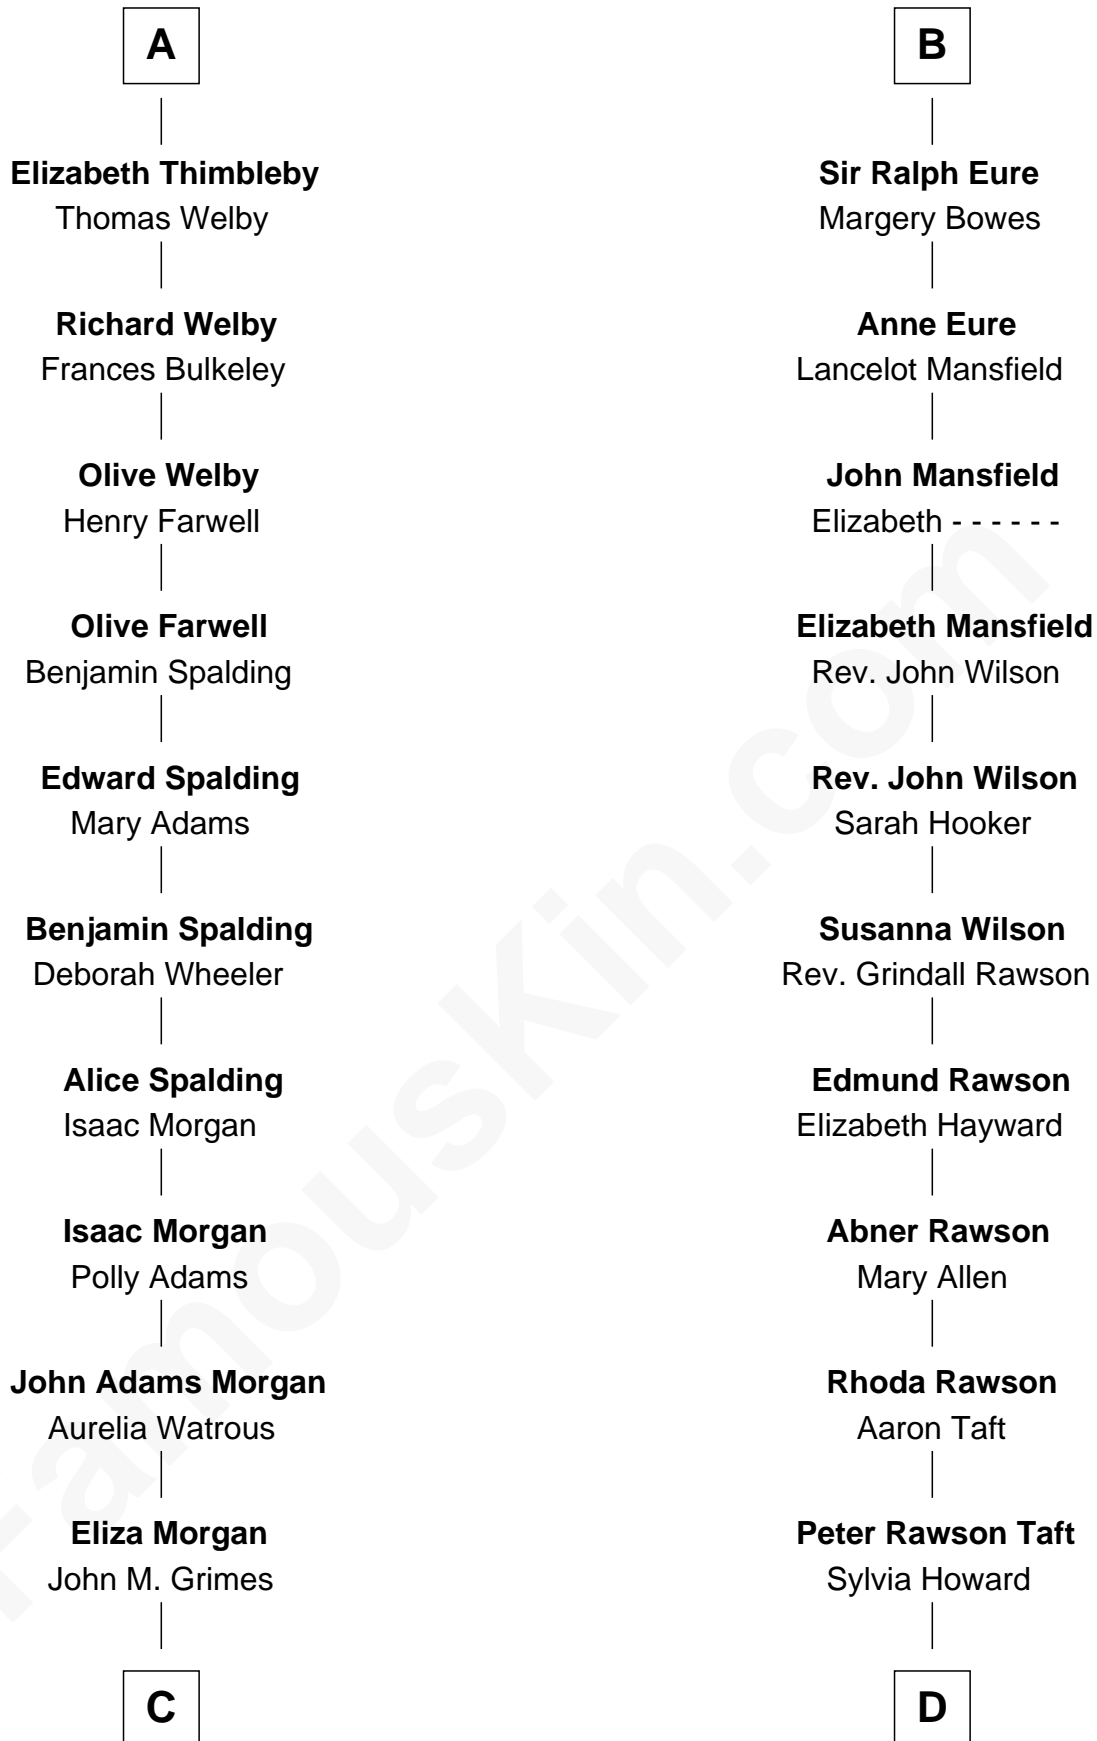 A
Elizabeth Thimbleby
Thomas Welby
Richard Welby
Frances Bulkeley
Olive Welby
Henry Farwell
Olive Farwell
Benjamin Spalding
Edward Spalding
Mary Adams
Benjamin Spalding
Deborah Wheeler
Alice Spalding
Isaac Morgan
Isaac Morgan
Polly Adams
John Adams Morgan
Aurelia Watrous
Eliza Morgan
John M. Grimes
C
B
Sir Ralph Eure
Margery Bowes
Anne Eure
Lancelot Mansfield
John Mansfield
Elizabeth - - - - - -
Elizabeth Mansfield
Rev. John Wilson
Rev. John Wilson
Sarah Hooker
Susanna Wilson
Rev. Grindall Rawson
Edmund Rawson
Elizabeth Hayward
Abner Rawson
Mary Allen
Rhoda Rawson
Aaron Taft
Peter Rawson Taft
Sylvia Howard
D
FamousKin.com